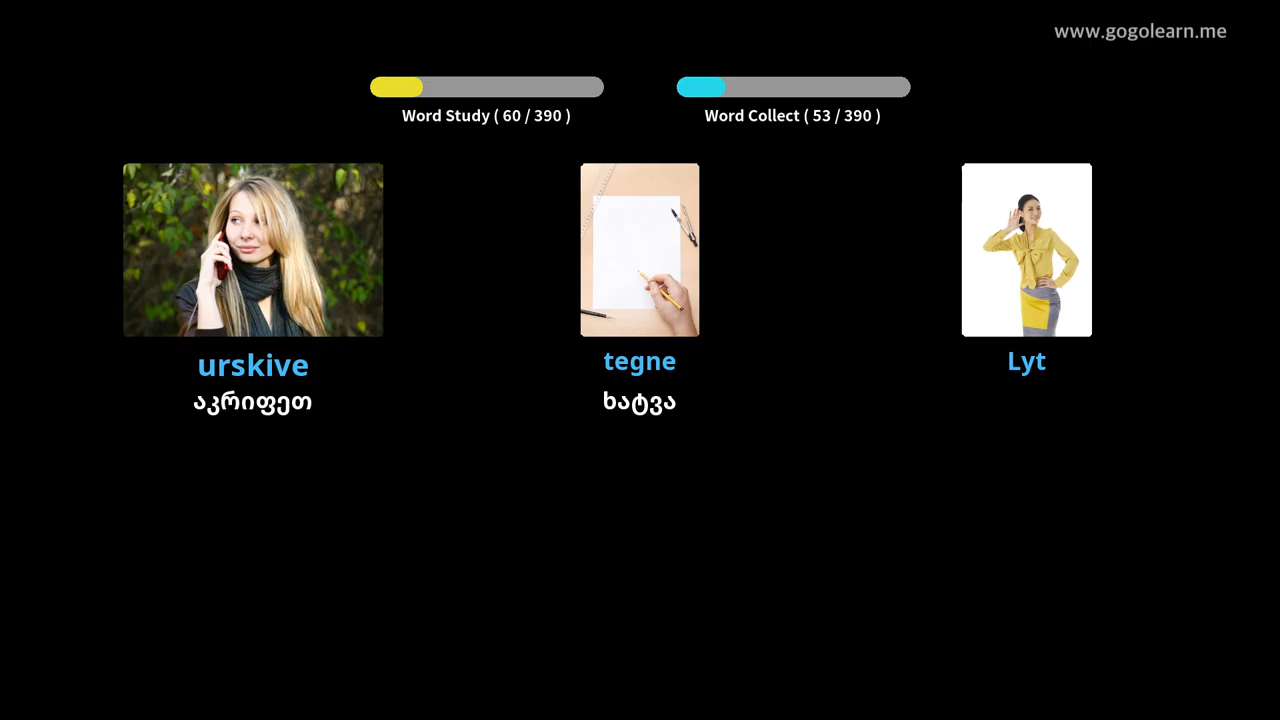 www.gogolearn.me
Word Study ( 60 / 390 )
Word Collect ( 53 / 390 )
urskive
აკრიფეთ
tegne
ხატვა
Lyt